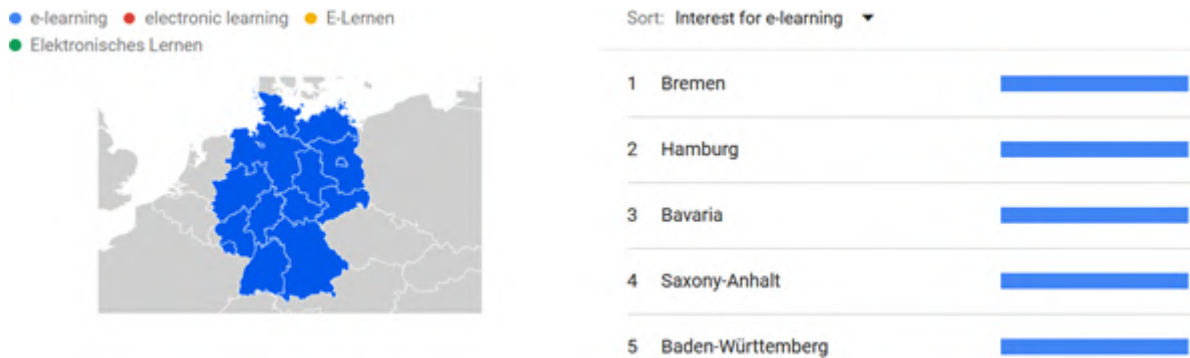 e-learning electronic learning E-Lernen
Elektronisches Lernen
Sort: Interest for e-learning
1 Bremen
2 Hamburg
3 Bavaria
4 Saxony-Anhalt
5 Baden-Württemberg